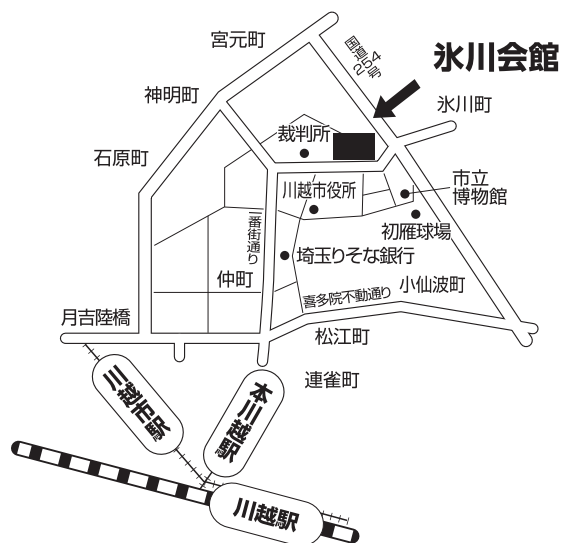 宮元町
国道254号
氷川会館
神明町
氷川町
裁判所
石原町
市立
博物館
川越市役所
初雁球場
一番街通り
埼玉りそな銀行
仲町
小仙波町
喜多院不動通り
月吉陸橋
松江町
連雀町
川越市駅
本川越駅
川越駅